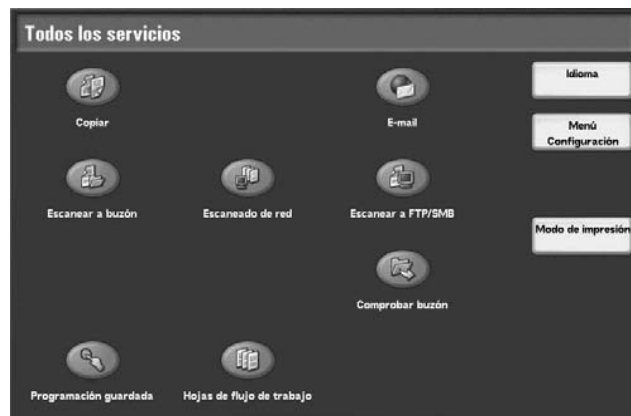 Todos los servicios
Copiar
E-mail
Idioma
Menú
Configuración
Escanear a buzón
Escaneado de red
Escanear a FTP/SMB
Modo de impresión
Comprobar buzón
Programación guardada
Hojas de flujo de trabajo